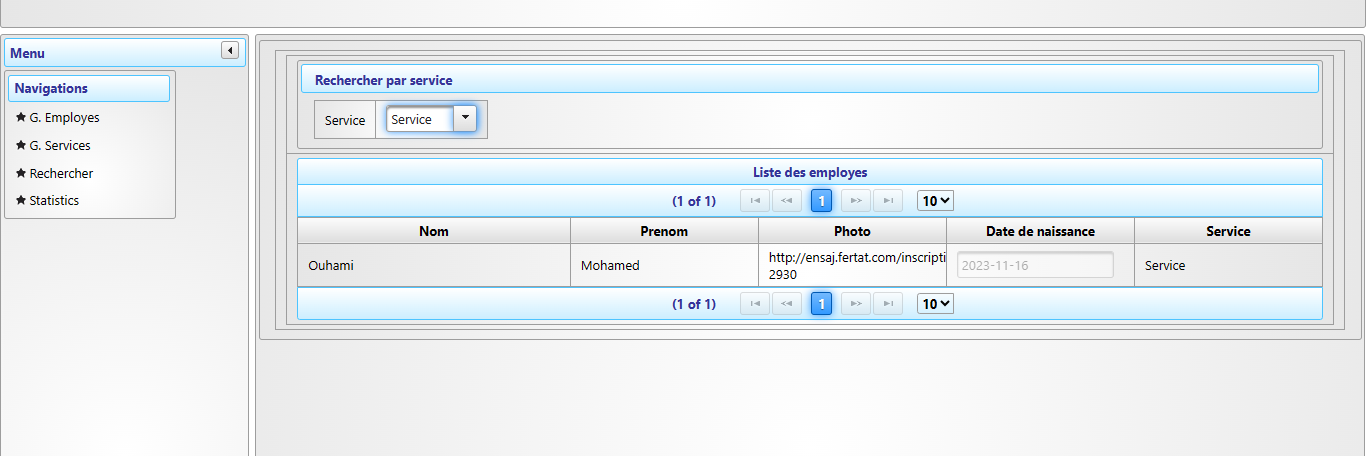 Menu
Navigations
G. Employes
G. Services
Rechercher
Statistics
Rechercher par service
Service Service
Liste des employes
(1 of 1) 1 10
Nom Prenom Photo Date de naissance Service
Ouhami Mohamed http://ensaj.fertat.com/inscripti 2023-11-16 Service
2930
(1 of 1) 1 10